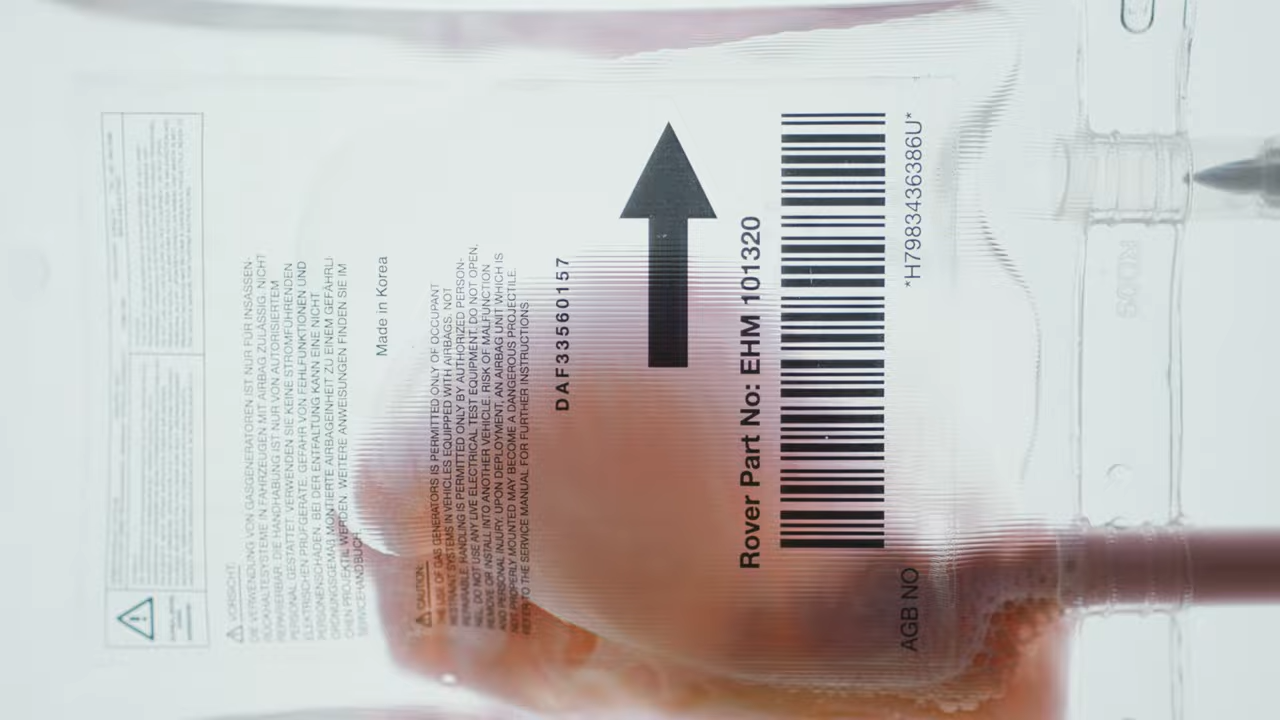 ⚠ VORSICHT:
DIE VERWENDUNG VON GASGENERATOREN IST NUR FÜR INSASSEN-
RÜCKHALTESYSTEME IN FAHRZEUGEN MIT AIRBAG ZULÄSSIG. NICHT
REPARIERBAR. DIE HANDHABUNG IST NUR VON AUTORISIERTEM
PERSONAL GESTATTET. VERWENDEN SIE KEINE STROMFÜHRENDEN
ELEKTRISCHEN PRÜFGERÄTE. GEFAHR VON FEHLFUNKTIONEN UND
PERSONENSCHÄDEN. BEI DER ENTFALTUNG KANN EINE NICHT
ORDNUNGSGEMÄß MONTIERTE AIRBAGEINHEIT ZU EINEM GEFÄHRLI-
CHEN PROJEKTIL WERDEN. WEITERE ANWEISUNGEN FINDEN SIE IM
SERVICEHANDBUCH
Made in Korea
⚠ CAUTION:
THE USE OF GAS GENERATORS IS PERMITTED ONLY OF OCCUPANT
RESTRAINT SYSTEMS IN VEHICLES EQUIPPED WITH AIRBAGS. NOT
REPAIRABLE. HANDLING IS PERMITTED ONLY BY AUTHORIZED PERSON-
NEL. DO NOT USE ANY LIVE ELECTRICAL TEST EQUIPMENT. DO NOT OPEN,
REMOVE OR INSTALL INTO ANOTHER VEHICLE. RISK OF MALFUNCTION
AND PERSONAL INJURY. UPON DEPLOYMENT, AN AIRBAG UNIT WHICH IS
NOT PROPERLY MOUNTED MAY BECOME A DANGEROUS PROJECTILE.
REFER TO THE SERVICE MANUAL FOR FURTHER INSTRUCTIONS
DAF33560157
Rover Part No: EHM 101320
AGB NO *H7983436386U*